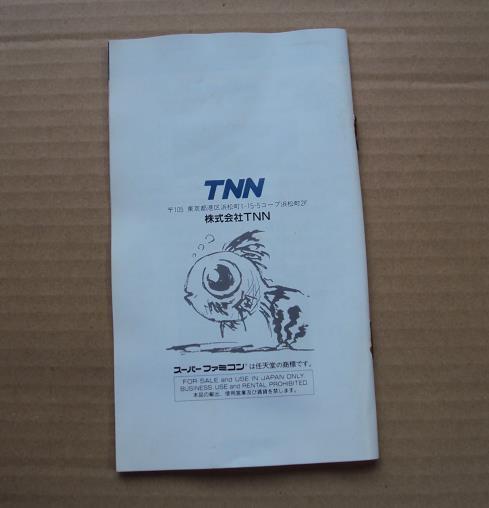 TNN
〒105 東京都港区浜松町1-15-5コープ浜松町2F
株式会社TNN
スーパーファミコン®は任天堂の商標です。
FOR SALE and USE IN JAPAN ONLY.
BUSINESS USE and RENTAL PROHIBITED.
本品の輸出、使用営業及び賃貸を禁じます。